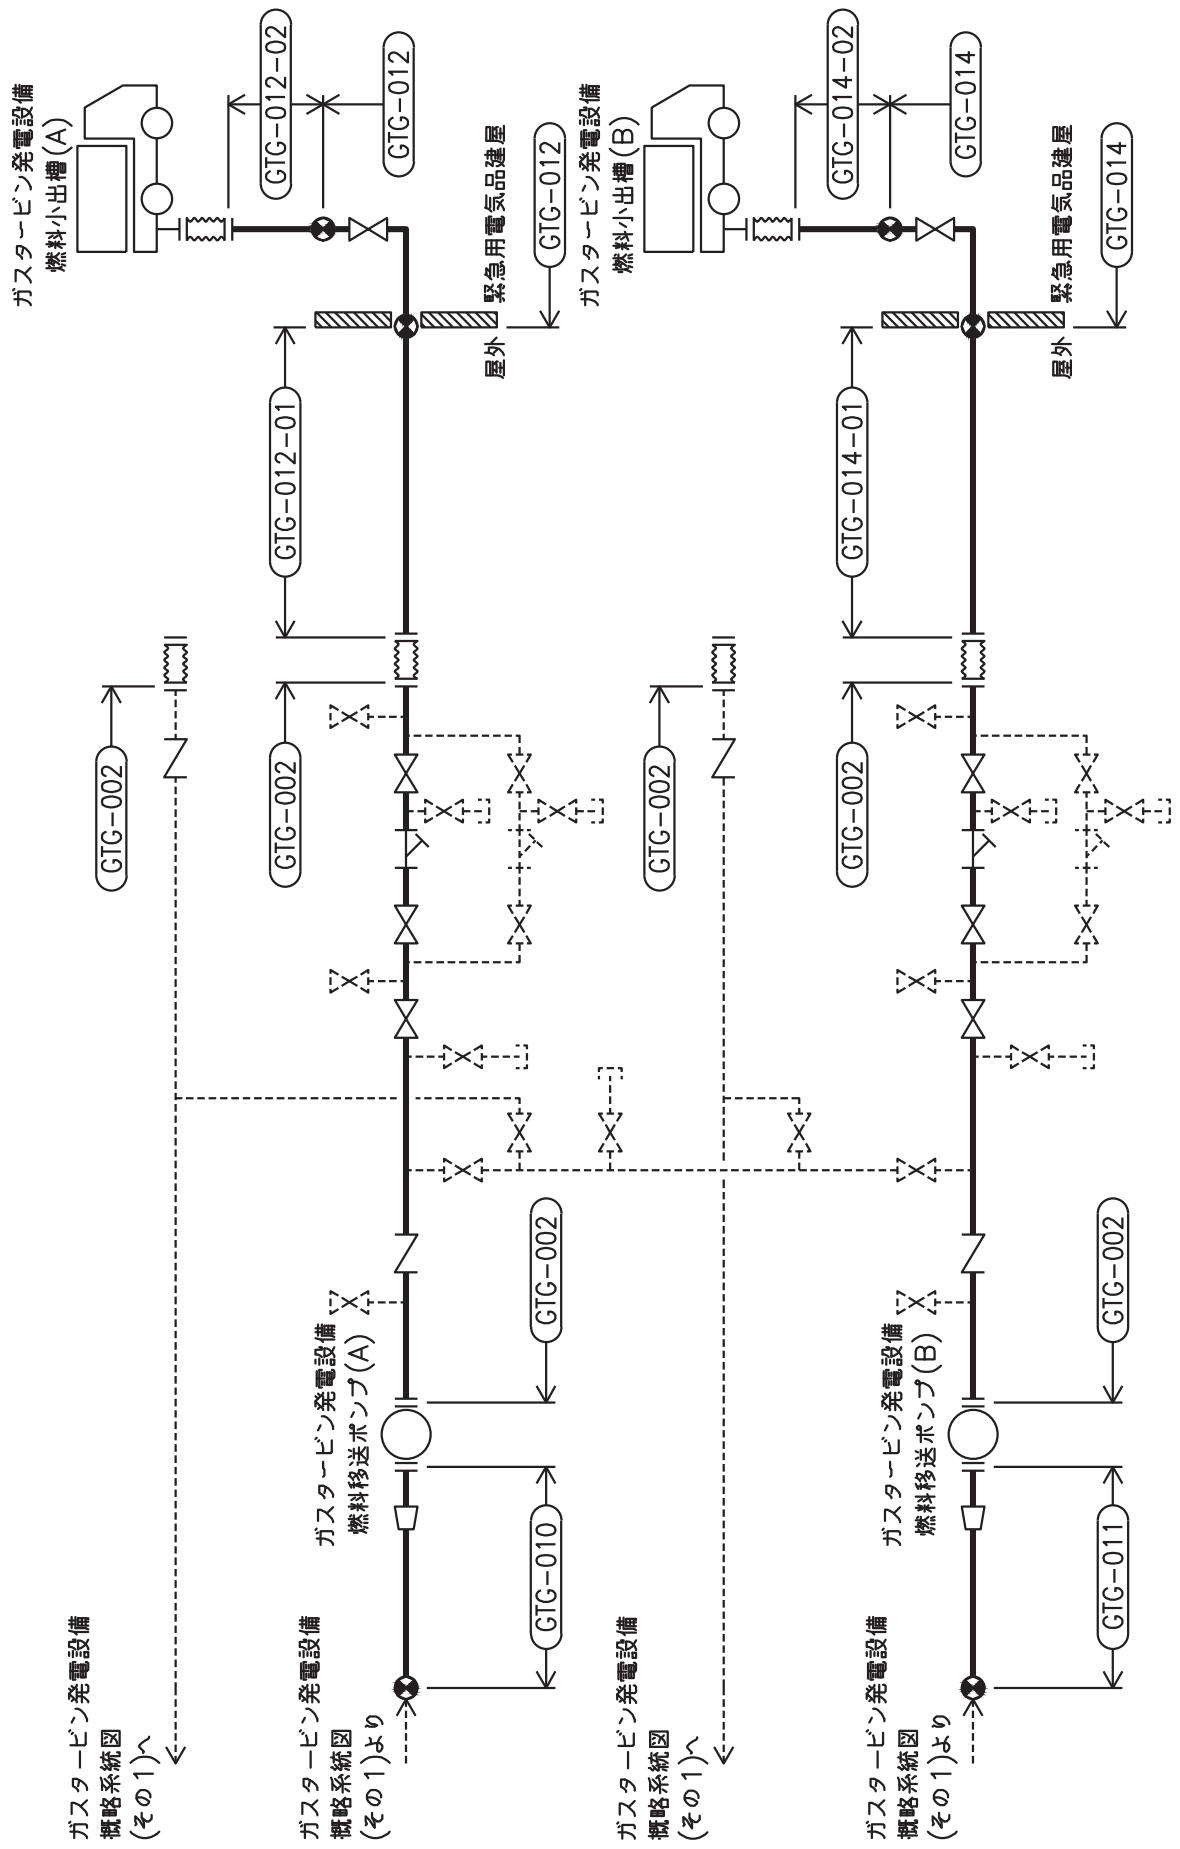 ガスタービン発電設備
概略系統図
(その1)へ
GTG-002
ガスタービン発電設備
燃料小出槽(A)
GTG-012-02
GTG-012
ガスタービン発電設備
概略系統図
(その1)より
GTG-010
ガスタービン発電設備
燃料移送ポンプ(A)
GTG-002
GTG-002
GTG-012-01
屋外
緊急用電気品建屋
GTG-012
ガスタービン発電設備
概略系統図
(その1)へ
GTG-002
ガスタービン発電設備
燃料小出槽(B)
GTG-014-02
GTG-014
ガスタービン発電設備
概略系統図
(その1)より
GTG-011
ガスタービン発電設備
燃料移送ポンプ(B)
GTG-002
GTG-002
GTG-014-01
屋外
緊急用電気品建屋
GTG-014